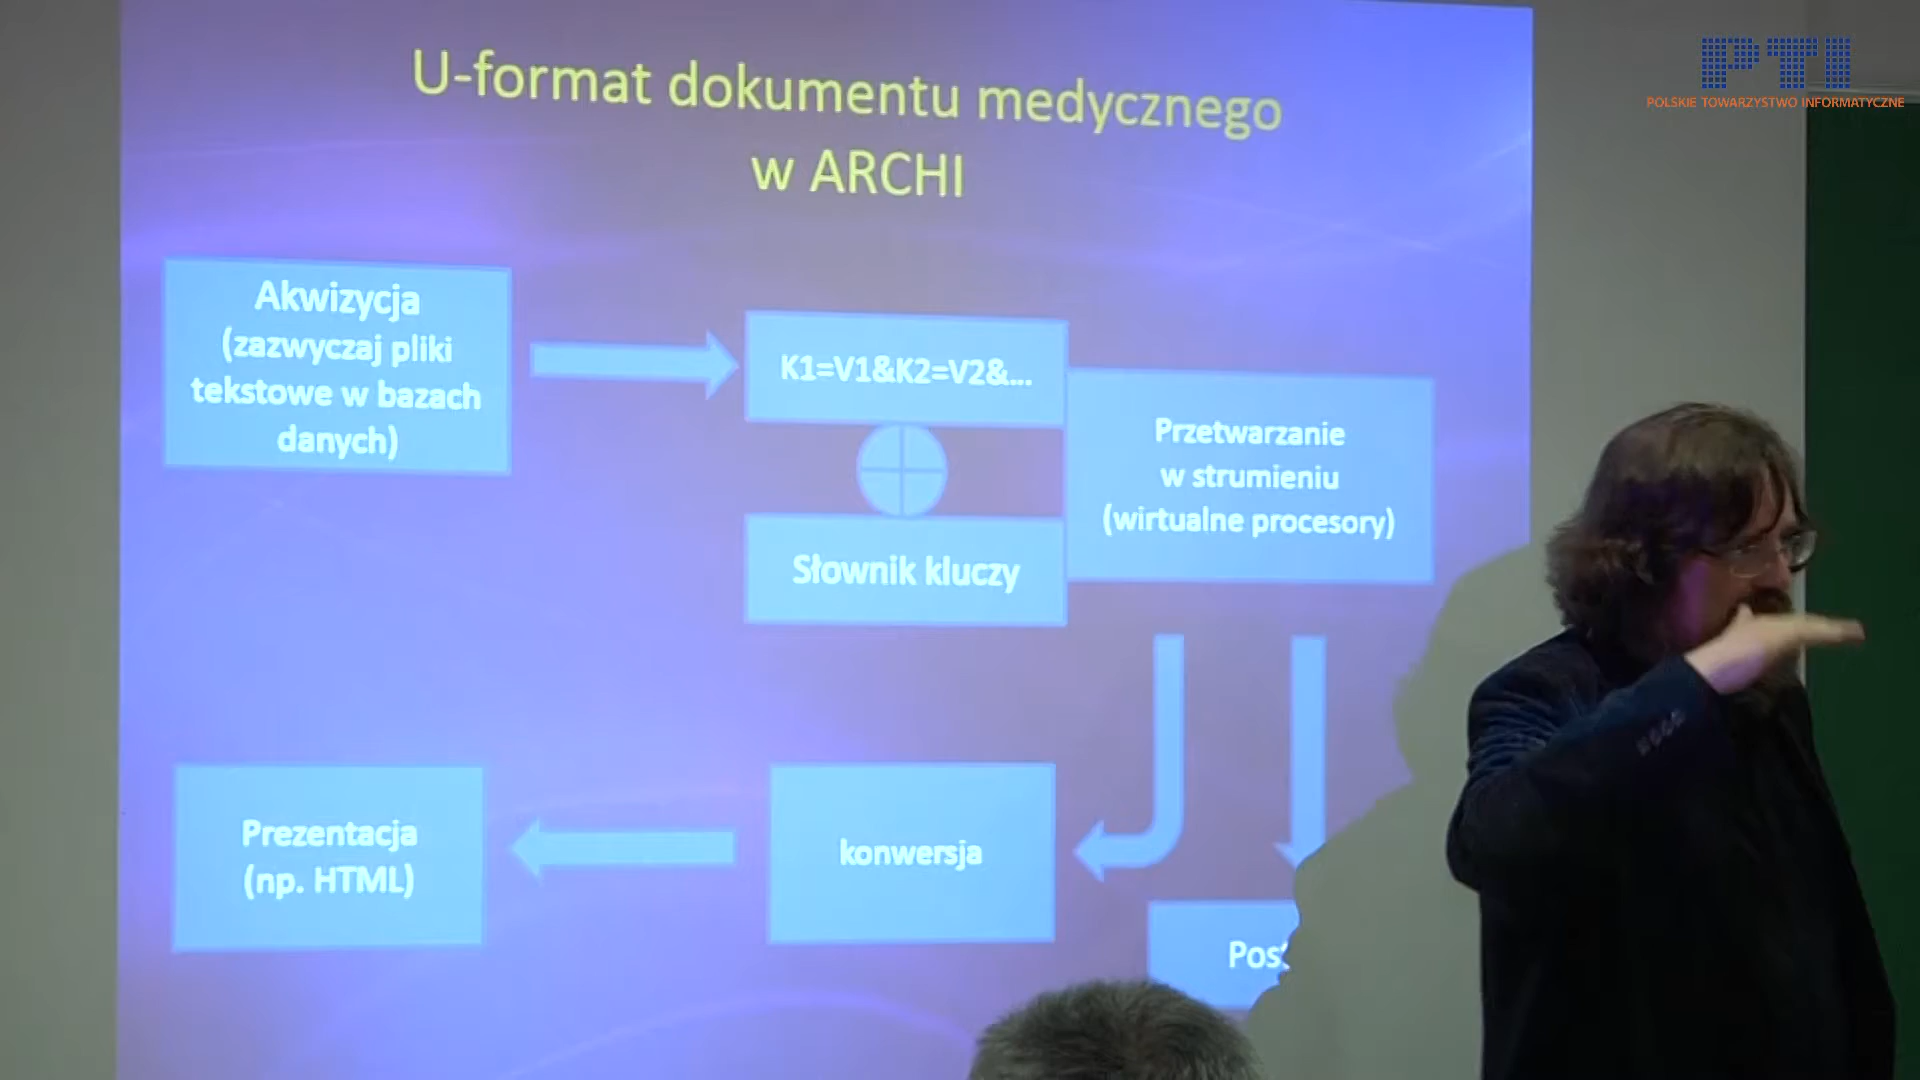 U-format dokumentu medycznego
w ARCHI
PTI
POLSKIE TOWARZYSTWO INFORMATYCZNE
Akwizycja
(zazwyczaj pliki
tekstowe w bazach
danych)
K1=V1&K2=V2&...
Słownik kluczy
Przetwarzanie
w strumieniu
(wirtualne procesory)
Prezentacja
(np. HTML)
konwersja